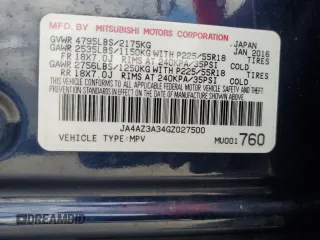 MFD BY MITSUBISHI MOTORS CORPORATION JAPAN
GVWR 4795LBS/2175KG JAN 2016
GAWR 2535LBS/1150KG WITH P225/55R18
FR 18X7.0J RIMS AT 240KPA/35PSI COLD
GAWR 2756LBS/1250KG WITH P225/55R18
RR 18X7.0J RIMS AT 240KPA/35PSI COLD
THIS VEHICLE CONFORMS TO ALL APPLICABLE FEDERAL MOTOR VEHICLE SAFETY AND THEFT PREVENTION STANDARDS IN EFFECT ON THE DATE OF MANUFACTURE SHOWN ABOVE.
JA4AZ3A34GZ027500
VEHICLE TYPE:MPV MU001760
DREAMBID